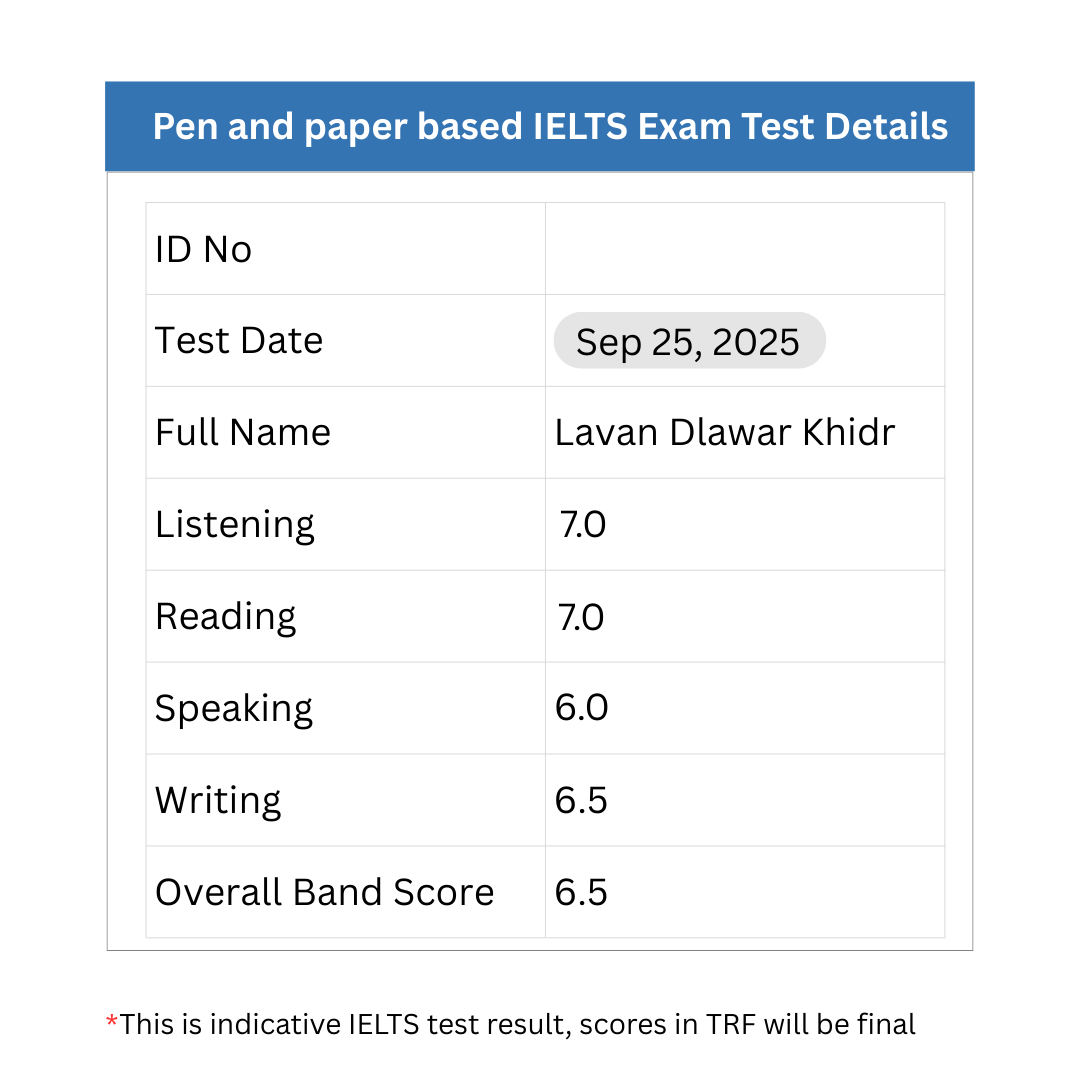 Pen and paper based IELTS Exam Test Details
ID No
Test Date Sep 25, 2025
Full Name Lavan Dlawar Khidr
Listening 7.0
Reading 7.0
Speaking 6.0
Writing 6.5
Overall Band Score 6.5
*This is indicative IELTS test result, scores in TRF will be final